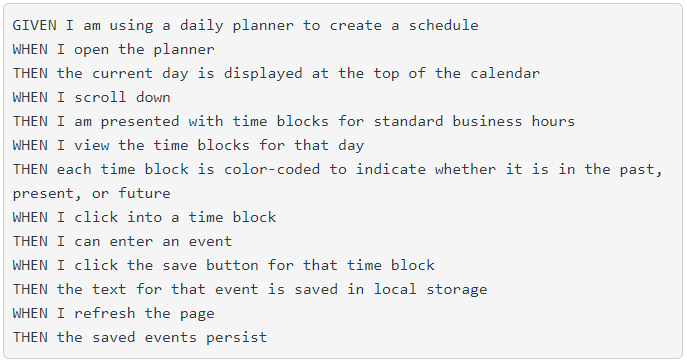 GIVEN I am using a daily planner to create a schedule
WHEN I open the planner
THEN the current day is displayed at the top of the calendar
WHEN I scroll down
THEN I am presented with time blocks for standard business hours
WHEN I view the time blocks for that day
THEN each time block is color-coded to indicate whether it is in the past,
present, or future
WHEN I click into a time block
THEN I can enter an event
WHEN I click the save button for that time block
THEN the text for that event is saved in local storage
WHEN I refresh the page
THEN the saved events persist